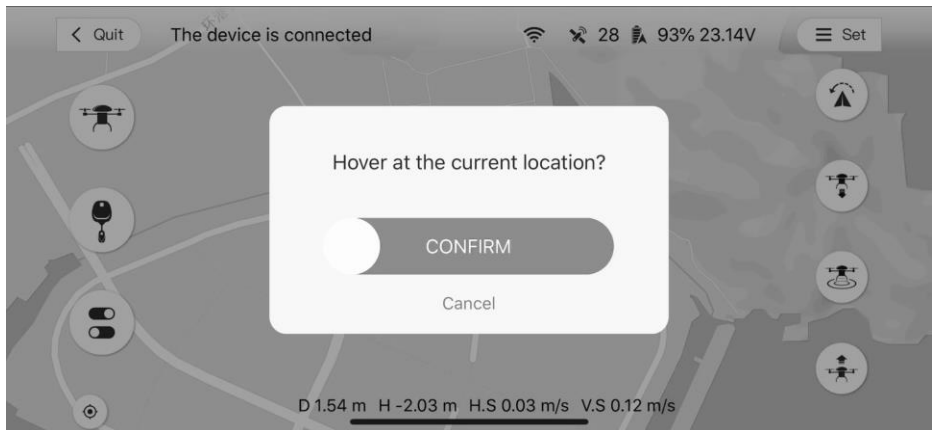 Quit
The device is connected
28
93% 23.14V
Set
Hover at the current location?
CONFIRM
Cancel
D 1.54 m H -2.03 m H.S 0.03 m/s V.S 0.12 m/s